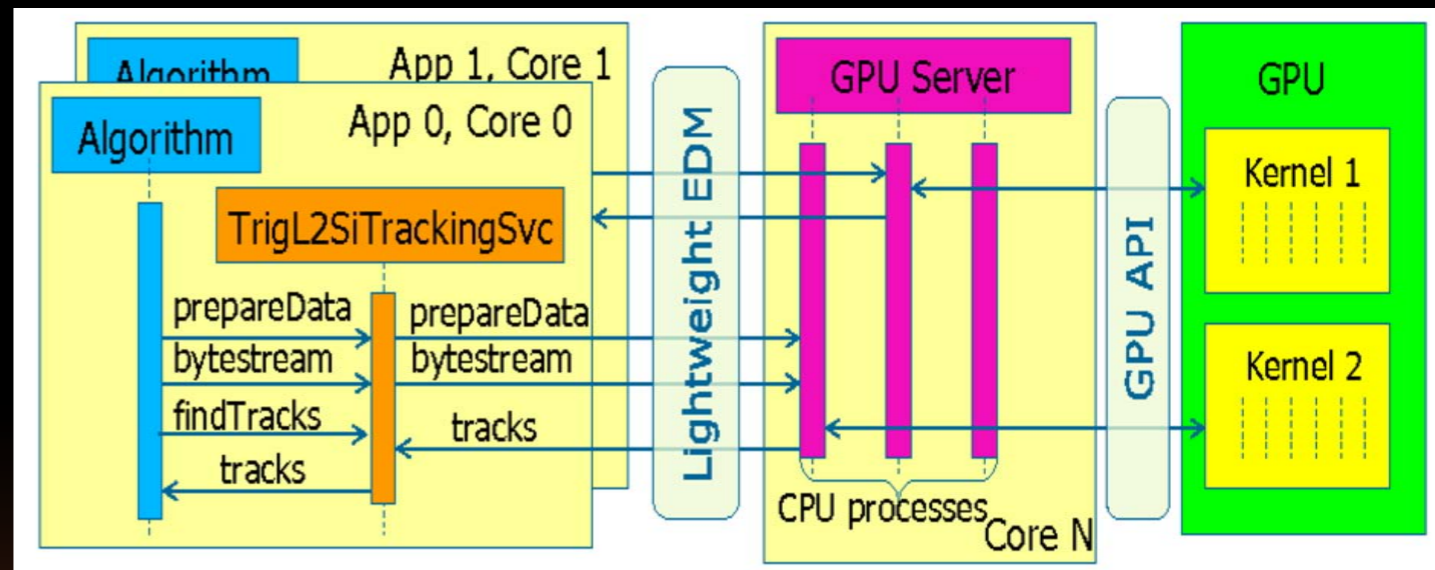 Algorithm
App 1, Core 1
Algorithm
App 0, Core 0
TrigL2SiTrackingSvc
prepareData
prepareData
bytestream
bytestream
findTracks
tracks
tracks
Lightweight EDM
GPU Server
CPU processes
Core N
GPU API
GPU
Kernel 1
Kernel 2